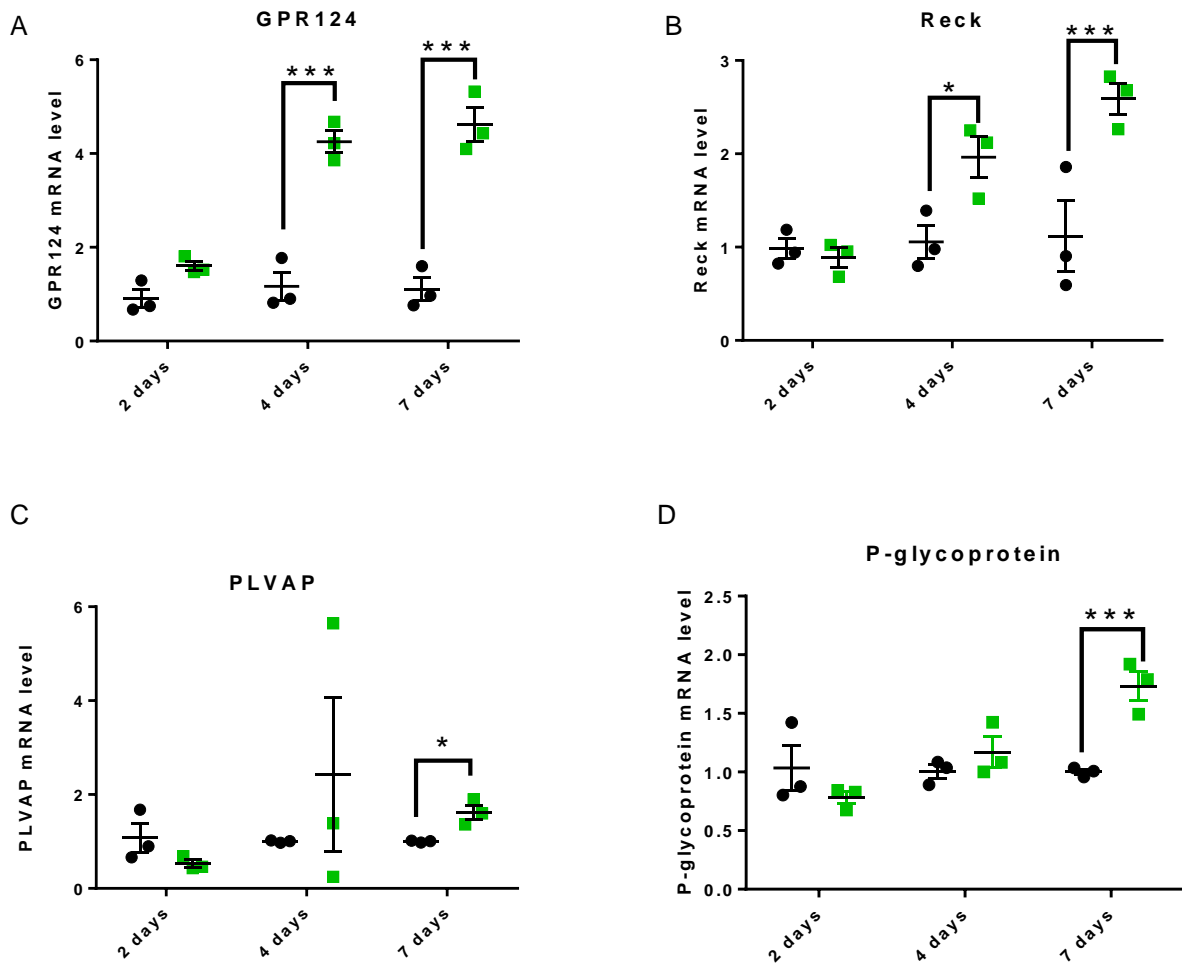 A
GPR124
GPR124 mRNA level
6
4
2
0
***
***
2 days
4 days
7 days
B
Reck
Reck mRNA level
3
2
1
0
*
***
2 days
4 days
7 days
C
PLVAP
PLVAP mRNA level
6
4
2
0
*
2 days
4 days
7 days
D
P-glycoprotein
P-glycoprotein mRNA level
2.5
2.0
1.5
1.0
0.5
0.0
***
2 days
4 days
7 days